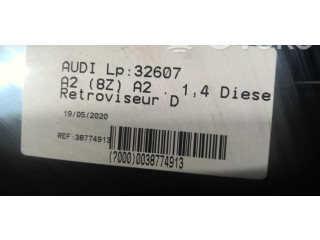 AUDI Lp:32607
A2 (8Z) A2 . 1,4 Diese
Retroviseur D
19/05/2020
REF:38774913
(7000)0038774913